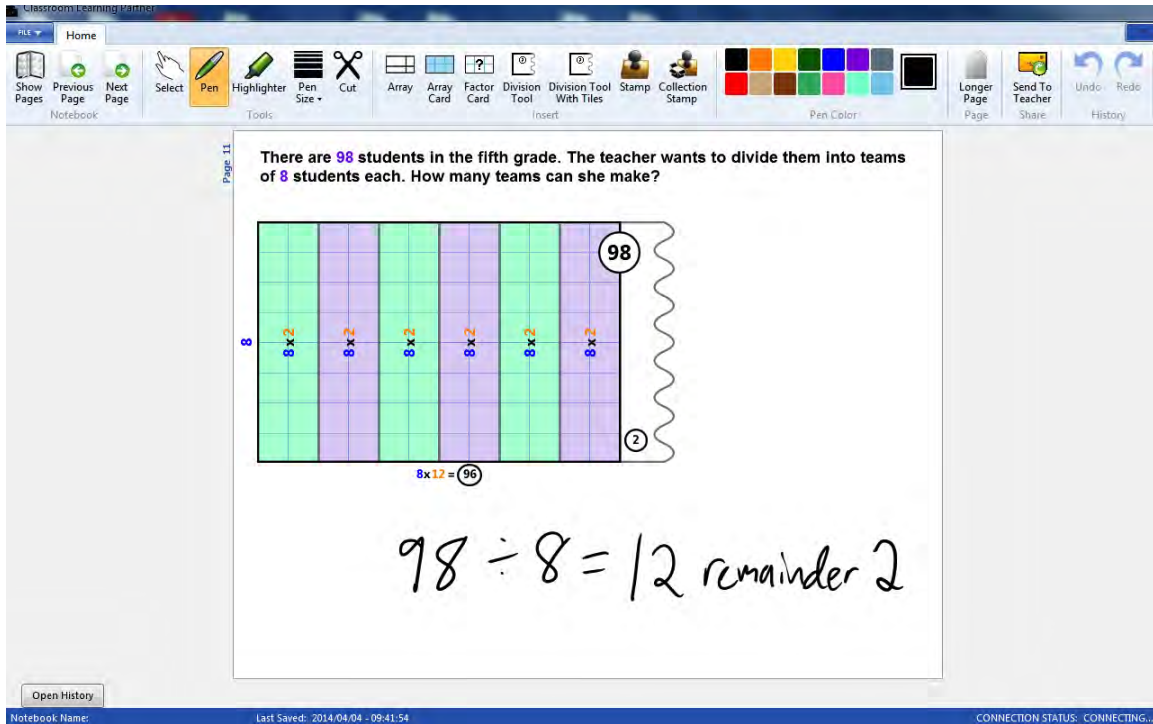 Classroom Learning Partner
FILE Home
Show Pages
Previous Page
Next Page
Notebook
Select
Pen
Highlighter
Pen Size
Cut
Tools
Array
Array Card
Factor Card
Division Tool
Division Tool With Tiles
Stamp
Collection Stamp
Insert
Pen Color
Longer Page
Page
Send To Teacher
Share
Undo
Redo
History
Page 11
There are 98 students in the fifth grade. The teacher wants to divide them into teams
of 8 students each. How many teams can she make?
98
8
8x2 8x2 8x2 8x2 8x2 8x2
2
8x12 = 96
98 ÷ 8 = 12 remainder 2
Open History
Notebook Name: Last Saved: 2014/04/04 - 09:41:54 CONNECTION STATUS: CONNECTING...